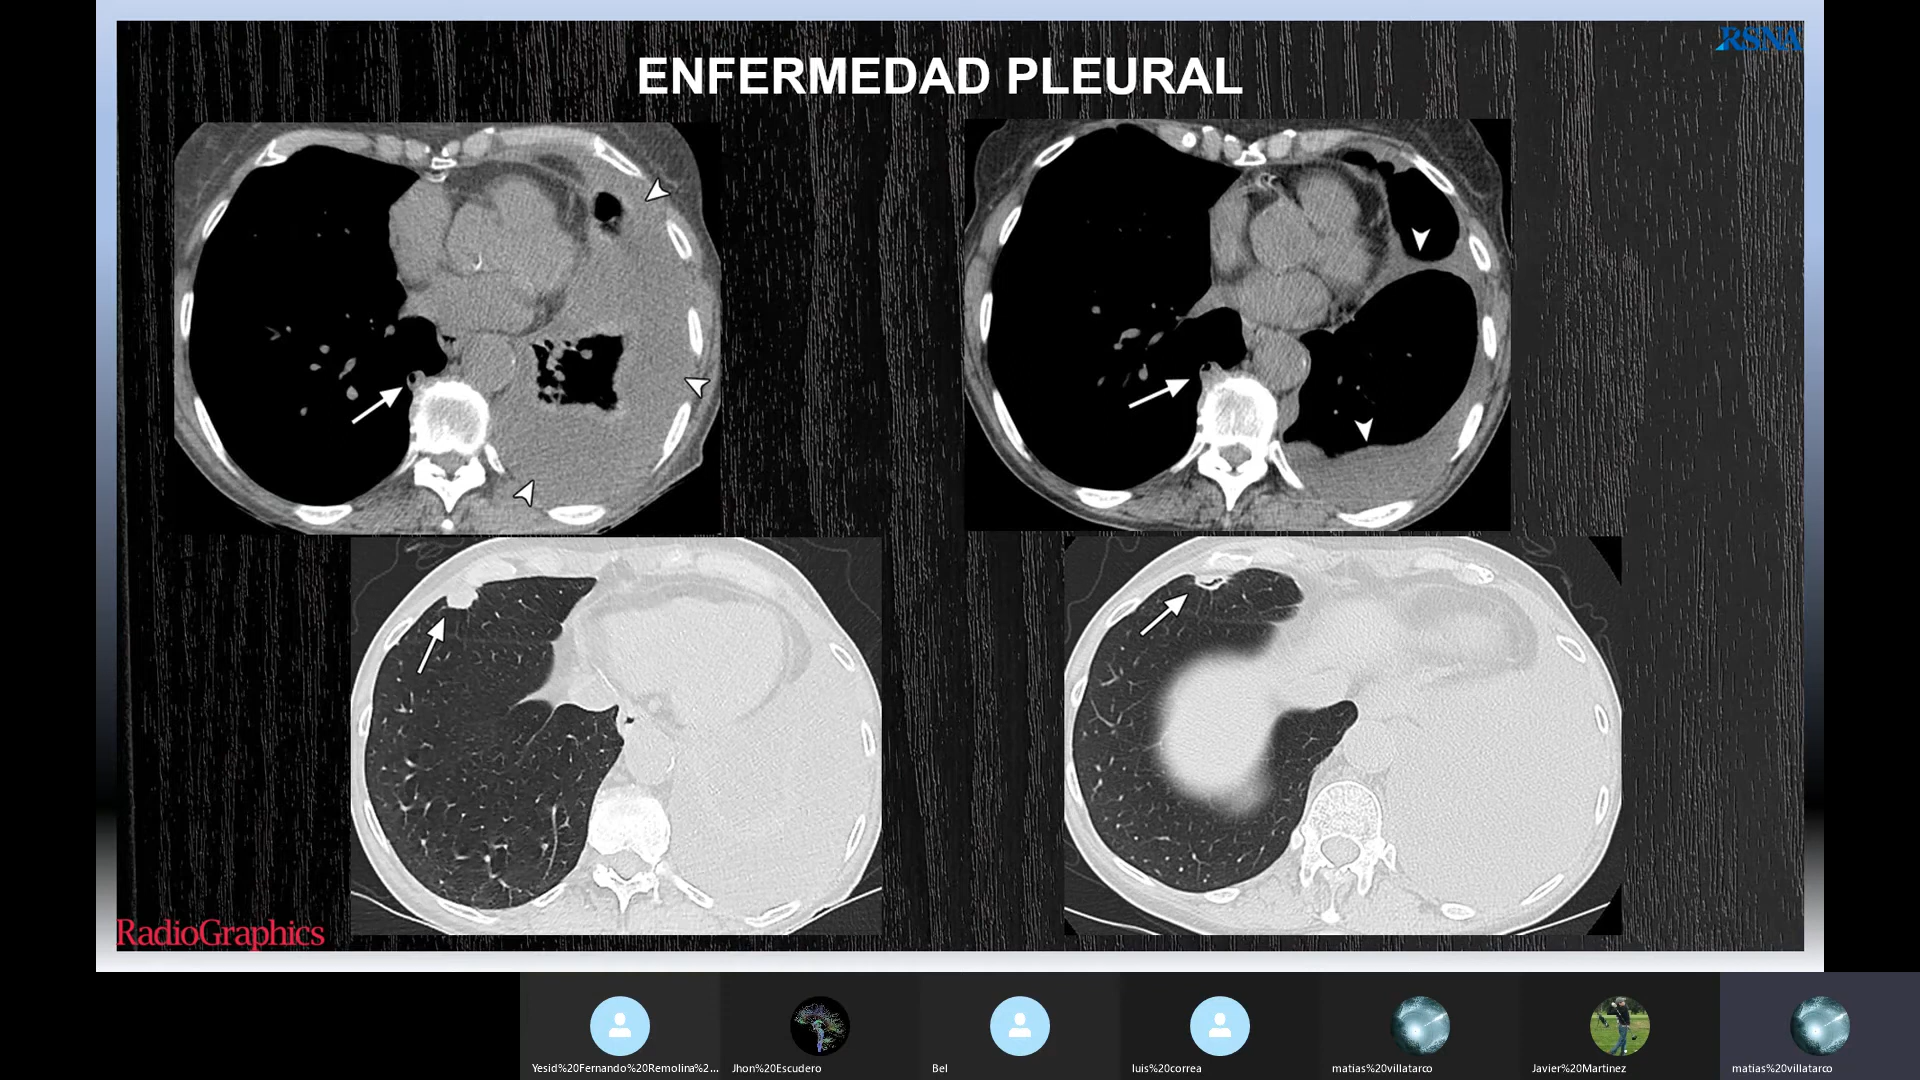 RSNA
ENFERMEDAD PLEURAL
RadioGraphics
Yesid%20Fernando%20Remolina%2...
Jhon%20Escudero
Bel
luis%20correa
matias%20villatarco
Javier%20Martinez
matias%20villatarco